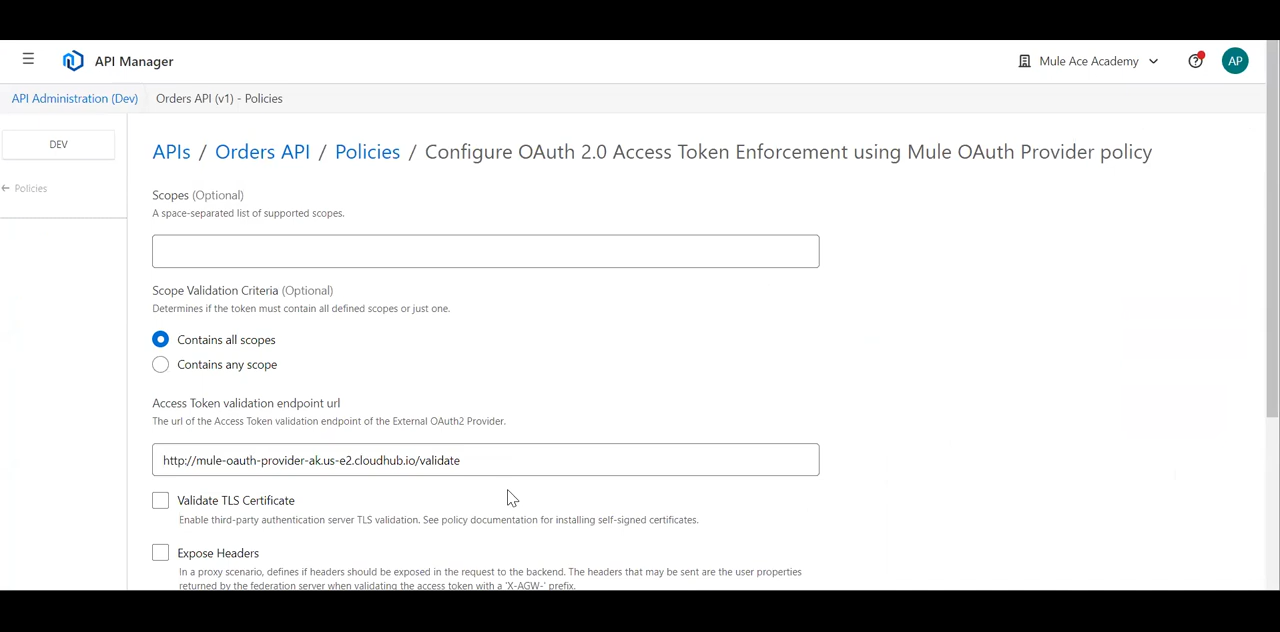 API Manager
Mule Ace Academy
AP
API Administration (Dev)
Orders API (v1) - Policies
DEV
Policies
APIs / Orders API / Policies / Configure OAuth 2.0 Access Token Enforcement using Mule OAuth Provider policy
Scopes (Optional)
A space-separated list of supported scopes.
Scope Validation Criteria (Optional)
Determines if the token must contain all defined scopes or just one.
Contains all scopes
Contains any scope
Access Token validation endpoint url
The url of the Access Token validation endpoint of the External OAuth2 Provider.
http://mule-oauth-provider-ak.us-e2.cloudhub.io/validate
Validate TLS Certificate
Enable third-party authentication server TLS validation. See policy documentation for installing self-signed certificates.
Expose Headers
In a proxy scenario, defines if headers should be exposed in the request to the backend. The headers that may be sent are the user properties
returned by the federation server when validating the access token with a 'X-AGW-' prefix.